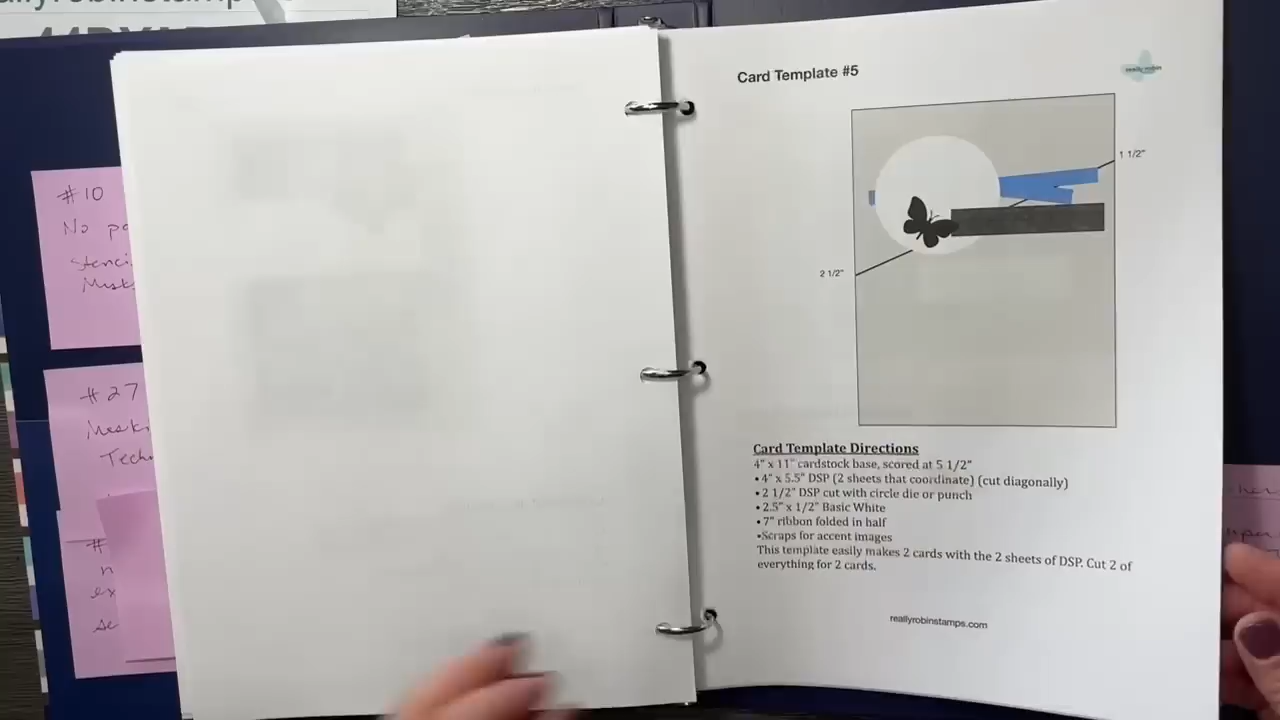 #10
No
#27
Tech
#
Card Template #5
really robin
1 1/2"
2 1/2"
Card Template Directions
4" x 11" cardstock base, scored at 5 1/2"
• 4" x 5.5" DSP (2 sheets that coordinate) (cut diagonally)
• 2 1/2" DSP cut with circle die or punch
• 2.5" x 1/2" Basic White
• 7" ribbon folded in half
•Scraps for accent images
This template easily makes 2 cards with the 2 sheets of DSP. Cut 2 of
everything for 2 cards.
reallyrobinstamps.com